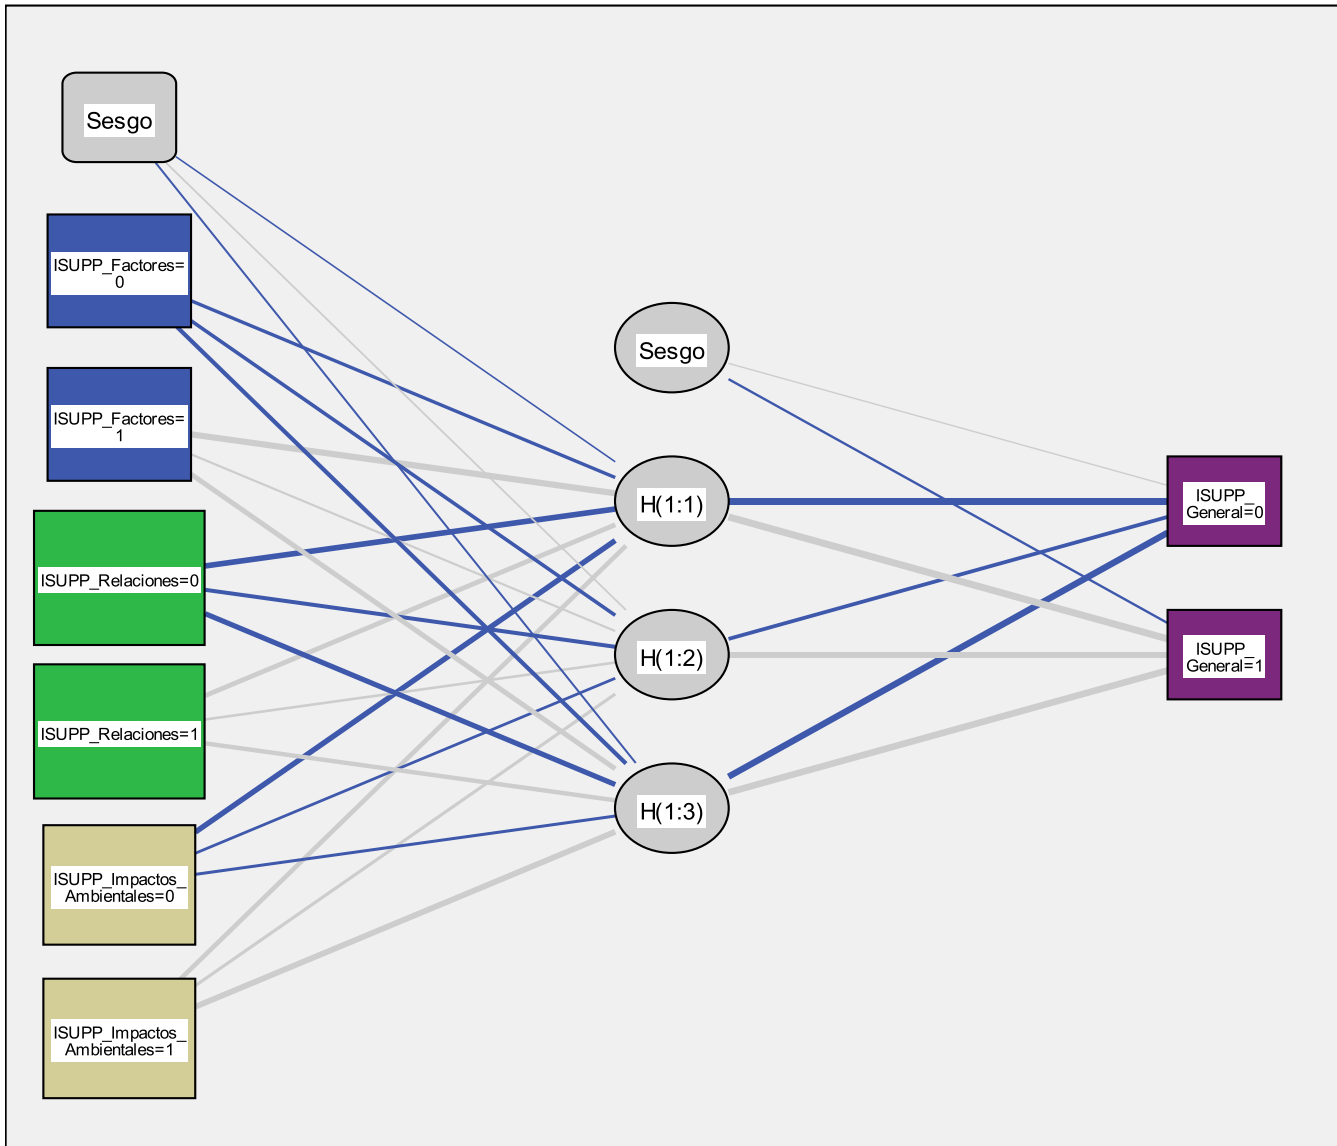 Sesgo
ISUPP_Factores=
0
ISUPP_Factores=
1
ISUPP_Relaciones=0
ISUPP_Relaciones=1
ISUPP_Impactos_
Ambientales=0
ISUPP_Impactos_
Ambientales=1
Sesgo
H(1:1)
H(1:2)
H(1:3)
ISUPP_
General=0
ISUPP_
General=1